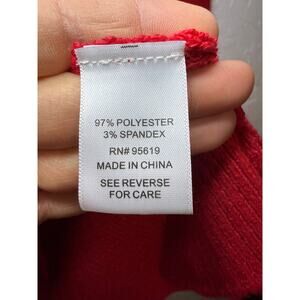 97% POLYESTER
3% SPANDEX
RN# 95619
MADE IN CHINA
SEE REVERSE
FOR CARE